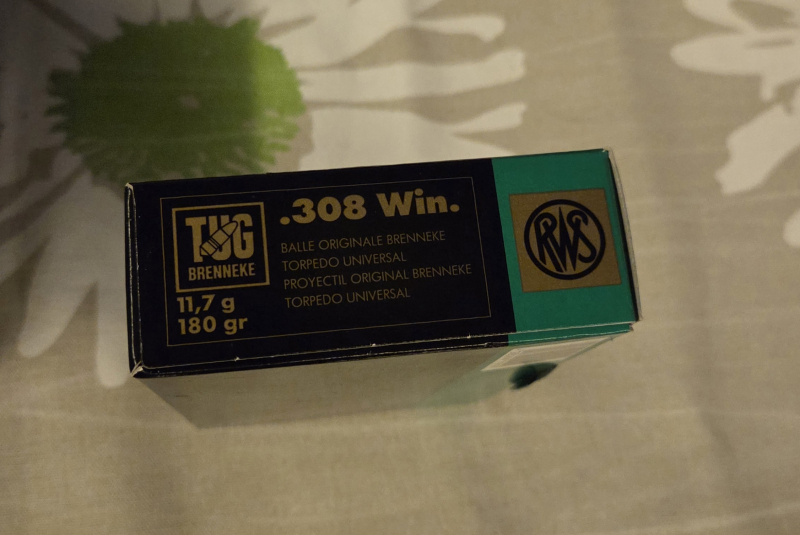 TUG
BRENNEKE
11,7 g
180 gr
.308 Win.
BALLE ORIGINALE BRENNEKE
TORPEDO UNIVERSAL
PROYECTIL ORIGINAL BRENNEKE
TORPEDO UNIVERSAL
RWS